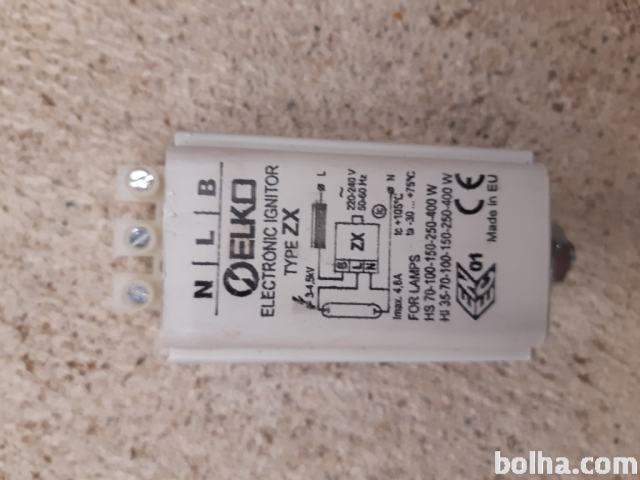 N | L | B
ELKO
ELECTRONIC IGNITOR
TYPE ZX
L
3-4,5kV
B L N
ZX
~
220-240 V
50-60 Hz
N
Imax. 4,6A tc +105°C
FOR LAMPS ta -30 ... +75°C
HS 70-100-150-250-400 W
HI 35-70-100-150-250-400 W
01
CE
Made in EU
bolha.com